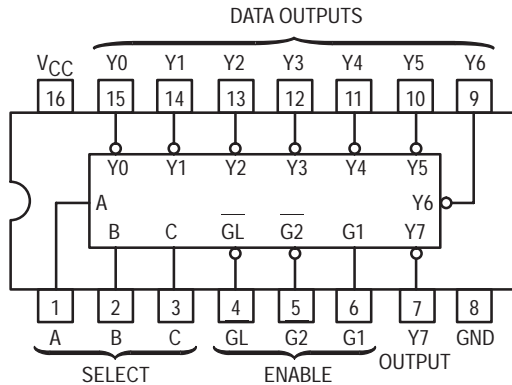 DATA OUTPUTS
VCC Y0 Y1 Y2 Y3 Y4 Y5 Y6
16 15 14 13 12 11 10 9
Y0 Y1 Y2 Y3 Y4 Y5
A Y6
B C GL G2 G1 Y7
1 2 3 4 5 6 7 8
A B C GL G2 G1 Y7 GND
OUTPUT
SELECT ENABLE